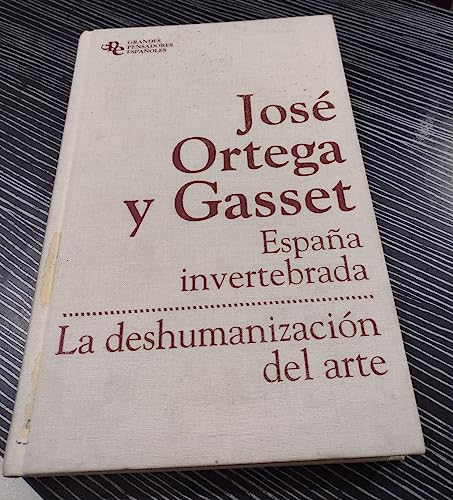 GRANDES
PENSADORES
ESPAÑOLES
José
Ortega
y Gasset
España
invertebrada
La deshumanización
del arte